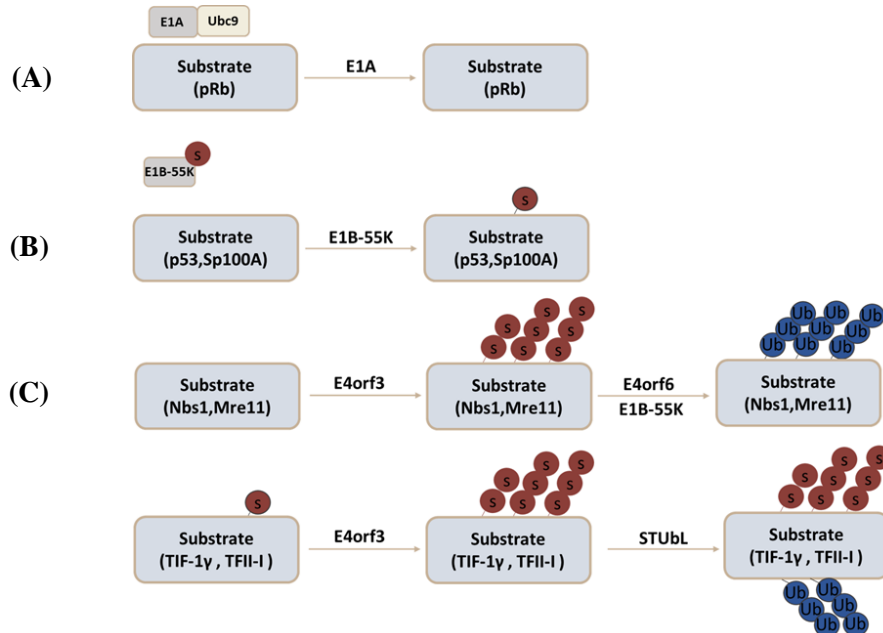 E1A Ubc9
(A)
Substrate
(pRb)
E1A
Substrate
(pRb)
S
E1B-55K
(B)
Substrate
(p53,Sp100A)
E1B-55K
S
Substrate
(p53,Sp100A)
(C)
Substrate
(Nbs1,Mre11)
E4orf3
S S S
S S S
S S S
Substrate
(Nbs1,Mre11)
E4orf6
E1B-55K
Ub Ub Ub
Ub Ub Ub
Ub Ub Ub
Substrate
(Nbs1,Mre11)
S
Substrate
(TIF-1γ , TFII-I )
E4orf3
S S S
S S S
S S S
Substrate
(TIF-1γ , TFII-I )
STUbL
S S S
S S S
S S S
Substrate
(TIF-1γ , TFII-I )
Ub Ub
Ub Ub
Ub Ub